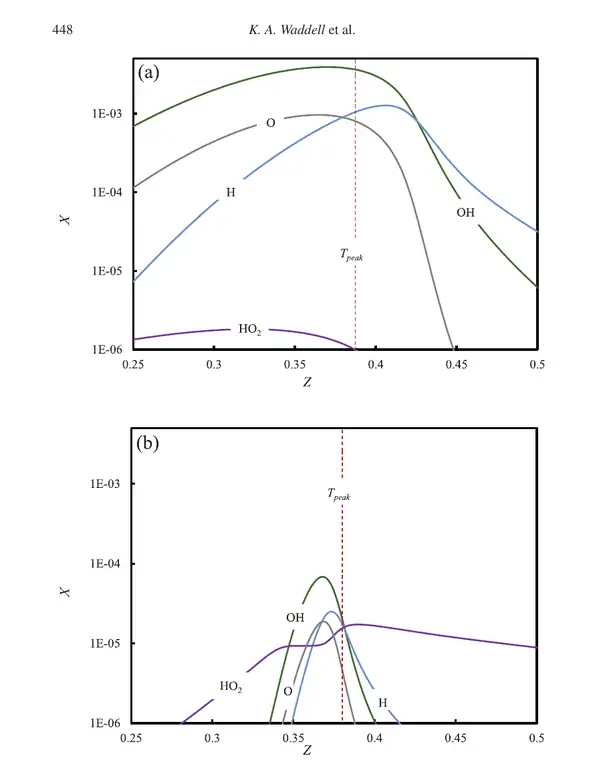 448 K. A. Waddell et al.
(a)
1E-03
O
1E-04
H
OH
X
T_peak
1E-05
HO₂
1E-06
0.25 0.3 0.35 0.4 0.45 0.5
Z
(b)
1E-03
T_peak
1E-04
X
OH
1E-05
HO₂
O
H
1E-06
0.25 0.3 0.35 0.4 0.45 0.5
Z